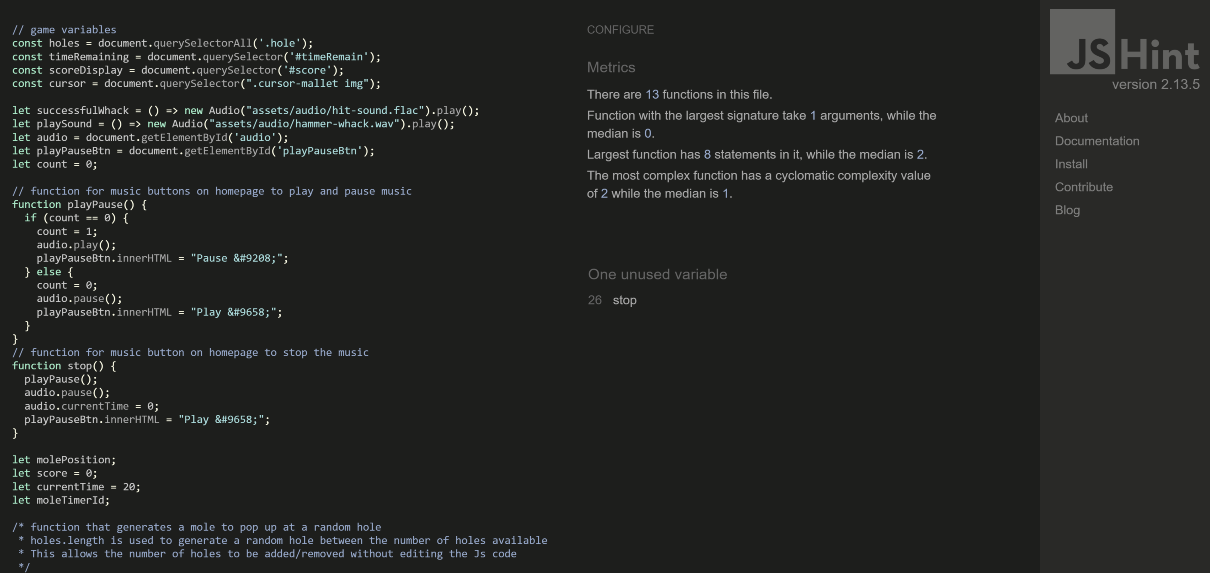 // game variables
const holes = document.querySelectorAll('.hole');
const timeRemaining = document.querySelector('#timeRemain');
const scoreDisplay = document.querySelector('#score');
const cursor = document.querySelector(".cursor-mallet img");

let successfulWhack = () => new Audio("assets/audio/hit-sound.flac").play();
let playSound = () => new Audio("assets/audio/hammer-whack.wav").play();
let audio = document.getElementById('audio');
let playPauseBtn = document.getElementById('playPauseBtn');
let count = 0;

// function for music buttons on homepage to play and pause music
function playPause() {
  if (count == 0) {
    count = 1;
    audio.play();
    playPauseBtn.innerHTML = "Pause &#9208;";
  } else {
    count = 0;
    audio.pause();
    playPauseBtn.innerHTML = "Play &#9658;";
  }
}
// function for music button on homepage to stop the music
function stop() {
  playPause();
  audio.pause();
  audio.currentTime = 0;
  playPauseBtn.innerHTML = "Play &#9658;";
}

let molePosition;
let score = 0;
let currentTime = 20;
let moleTimerId;

/* function that generates a mole to pop up at a random hole
 * holes.length is used to generate a random hole between the number of holes available
 * This allows the number of holes to be added/removed without editing the Js code
 */
CONFIGURE
Metrics
There are 13 functions in this file.
Function with the largest signature take 1 arguments, while the
median is 0.
Largest function has 8 statements in it, while the median is 2.
The most complex function has a cyclomatic complexity value
of 2 while the median is 1.
One unused variable
26 stop
JSHint
version 2.13.5
About
Documentation
Install
Contribute
Blog